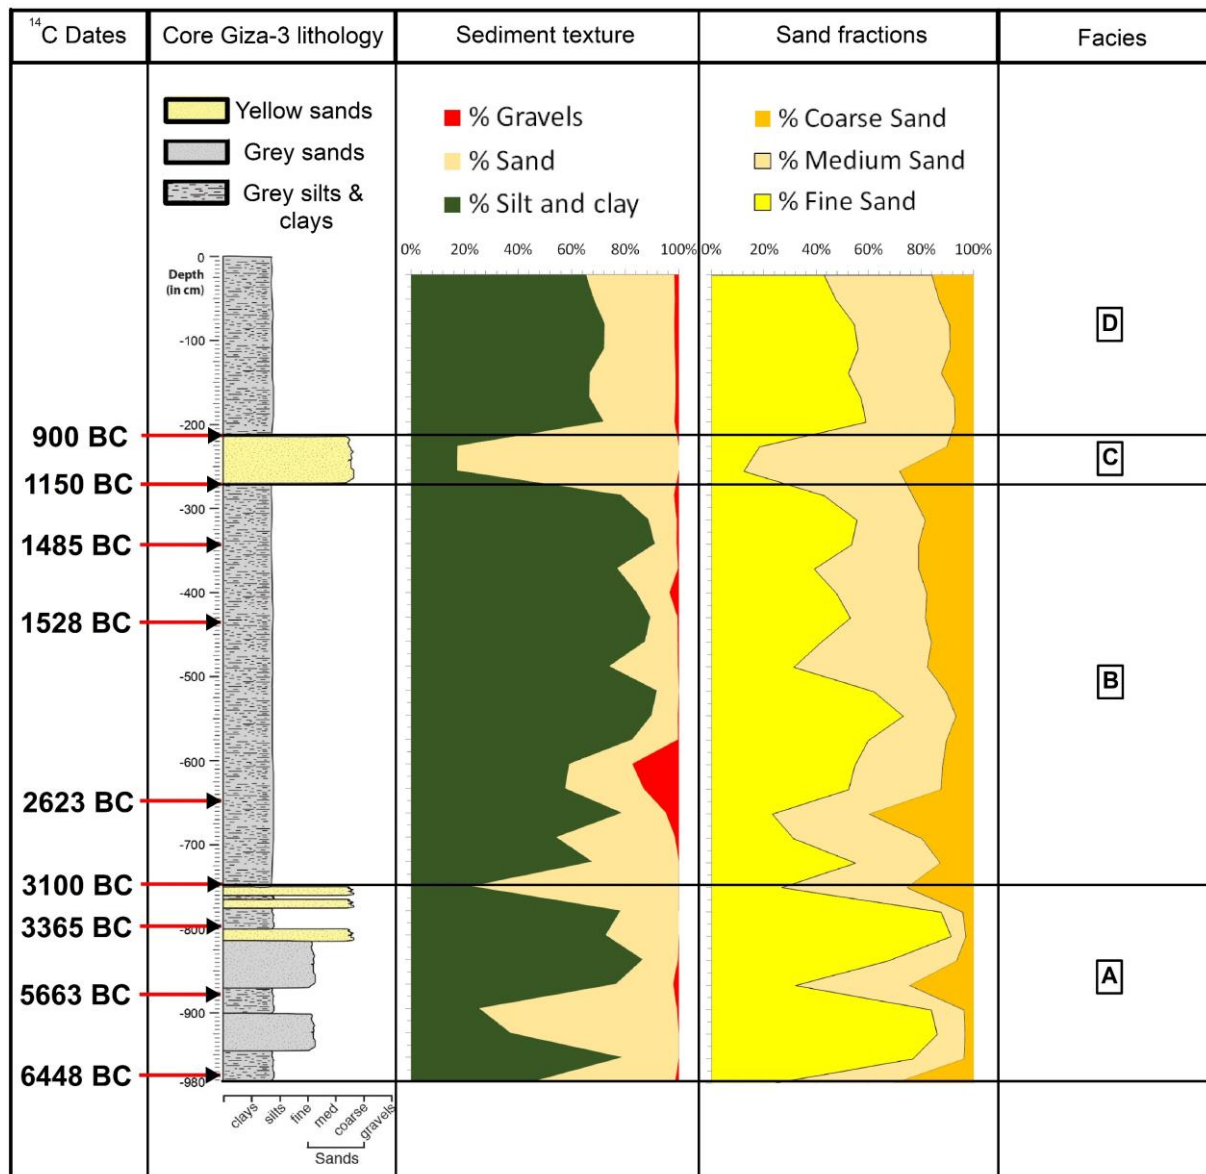 14C Dates
Core Giza-3 lithology
Sediment texture
Sand fractions
Facies
Yellow sands
Grey sands
Grey silts &
clays
% Gravels
% Sand
% Silt and clay
% Coarse Sand
% Medium Sand
% Fine Sand
0% 20% 40% 60% 80% 100%
0% 20% 40% 60% 80% 100%
0
Depth
(in cm)
-100
-200
-300
-400
-500
-600
-700
-800
-900
-980
900 BC
1150 BC
1485 BC
1528 BC
2623 BC
3100 BC
3365 BC
5663 BC
6448 BC
D
C
B
A
clays
silts
fine
med
coarse
gravels
Sands